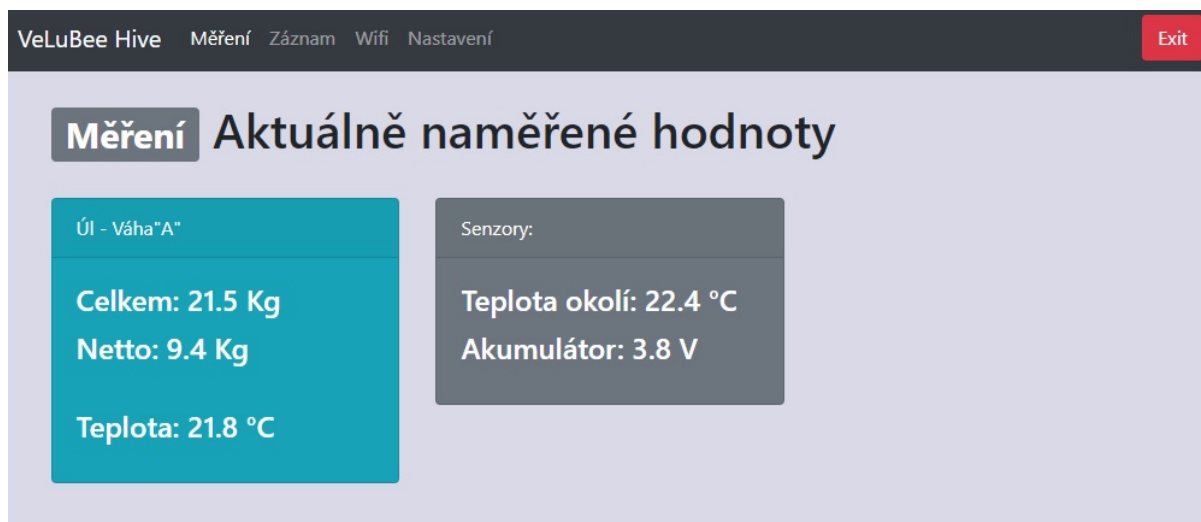 VeLuBee Hive Měření Záznam Wifi Nastavení Exit
Měření Aktuálně naměřené hodnoty
Úl - Váha"A"
Celkem: 21.5 Kg
Netto: 9.4 Kg
Teplota: 21.8 °C
Senzory:
Teplota okolí: 22.4 °C
Akumulátor: 3.8 V